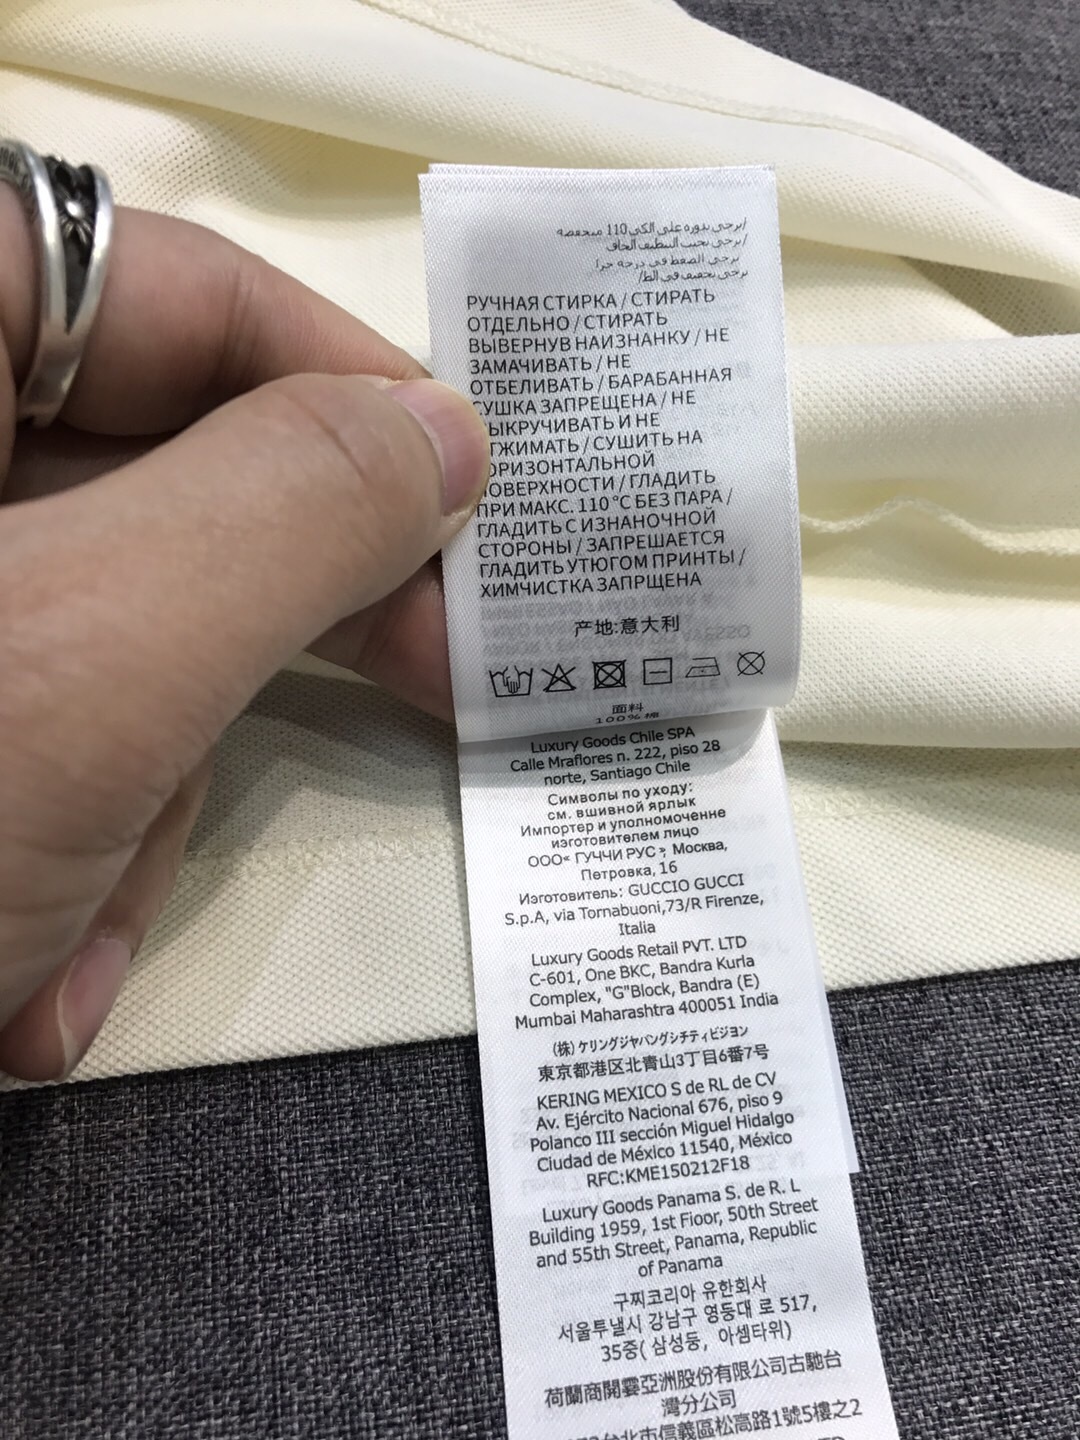 РУЧНАЯ СТИРКА / СТИРАТЬ
ОТДЕЛЬНО / СТИРАТЬ
ВЫВЕРНУВ НАИЗНАНКУ / НЕ
ЗАМАЧИВАТЬ / НЕ
ОТБЕЛИВАТЬ / БАРАБАННАЯ
СУШКА ЗАПРЕЩЕНА / НЕ
ЫКРУЧИВАТЬ И НЕ
ТЖИМАТЬ / СУШИТЬ НА
ОРИЗОНТАЛЬНОЙ
ПОВЕРХНОСТИ / ГЛАДИТЬ
ПРИ МАКС. 110 °C БЕЗ ПАРА /
ГЛАДИТЬ С ИЗНАНОЧНОЙ
СТОРОНЫ / ЗАПРЕШАЕТСЯ
ГЛАДИТЬ УТЮГОМ ПРИНТЫ /
ХИМЧИСТКА ЗАПРЩЕНА
产地:意大利
面料
100% 棉
Luxury Goods Chile SPA
Calle Mraflores n. 222, piso 28
norte, Santiago Chile
Символы по уходу:
см. вшивной ярлык
Импортер и уполномоченне
изготовителем лицо
ООО« ГУЧЧИ РУС », Москва,
Петровка, 16
Изготовитель: GUCCIO GUCCI
S.p.A, via Tornabuoni,73/R Firenze,
Italia
Luxury Goods Retail PVT. LTD
C-601, One BKC, Bandra Kurla
Complex, "G"Block, Bandra (E)
Mumbai Maharashtra 400051 India
(株) ケリングジャパングシチティビジヨン
東京都港区北青山3丁目6番7号
KERING MEXICO S de RL de CV
Av. Ejército Nacional 676, piso 9
Polanco III sección Miguel Hidalgo
Ciudad de México 11540, México
RFC:KME150212F18
Luxury Goods Panama S. de R. L
Building 1959, 1st Fioor, 50th Street
and 55th Street, Panama, Republic
of Panama
구찌코리아 유한회사
서울투낼시 강남구 영둥대 로 517,
35중( 삼성둥, 아셈타워)
荷蘭商開雲亞洲股份有限公司古馳台
灣分公司
台北市信義區松高路1號5樓之2